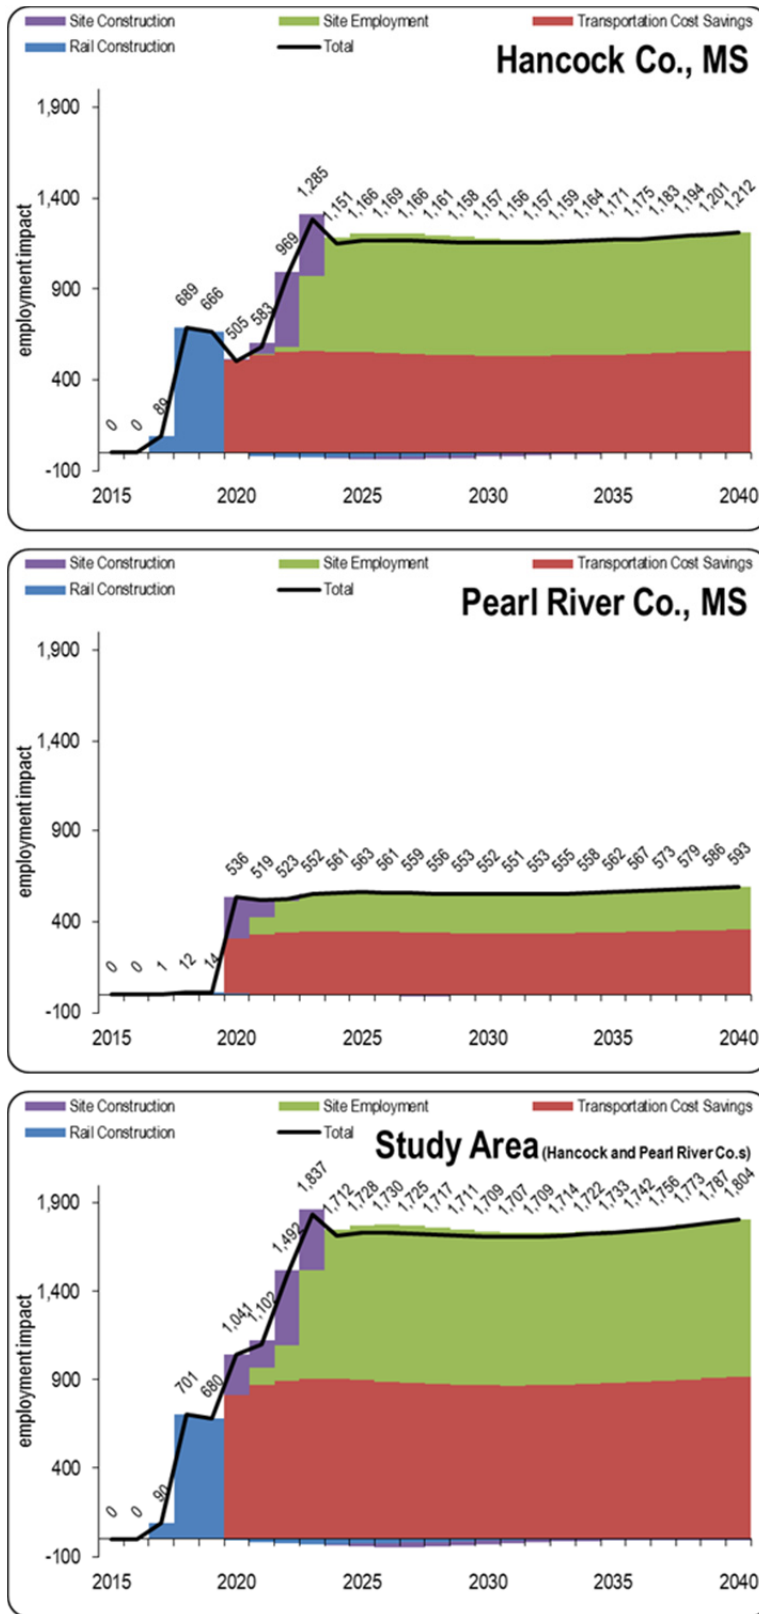 Site Construction Site Employment Transportation Cost Savings
Rail Construction Total
Hancock Co., MS
employment impact
1,900
1,400
900
400
-100
0 0 89 689 666 505 583 969 1,285 1,151 1,166 1,169 1,166 1,161 1,158 1,157 1,156 1,157 1,159 1,164 1,171 1,175 1,183 1,194 1,201 1,212
2015 2020 2025 2030 2035 2040
Site Construction Site Employment Transportation Cost Savings
Rail Construction Total
Pearl River Co., MS
employment impact
1,900
1,400
900
400
-100
0 0 1 12 14 536 519 523 552 561 563 561 559 556 553 552 551 553 555 558 562 567 573 579 586 593
2015 2020 2025 2030 2035 2040
Site Construction Site Employment Transportation Cost Savings
Rail Construction Total
Study Area (Hancock and Pearl River Co.s)
employment impact
1,900
1,400
900
400
-100
0 0 90 701 680 1,041 1,102 1,492 1,837 1,712 1,728 1,730 1,725 1,717 1,711 1,709 1,707 1,709 1,714 1,722 1,733 1,742 1,756 1,773 1,787 1,804
2015 2020 2025 2030 2035 2040